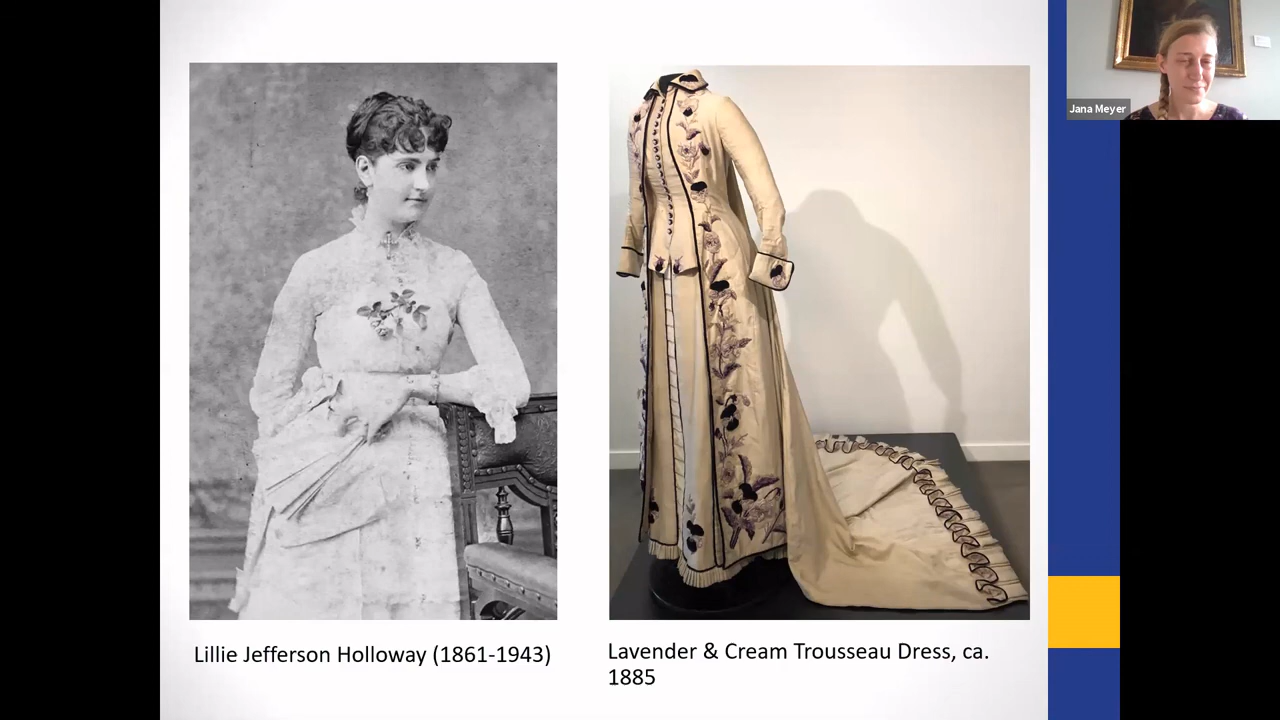 Jana Meyer
Lillie Jefferson Holloway (1861-1943)
Lavender & Cream Trousseau Dress, ca.
1885